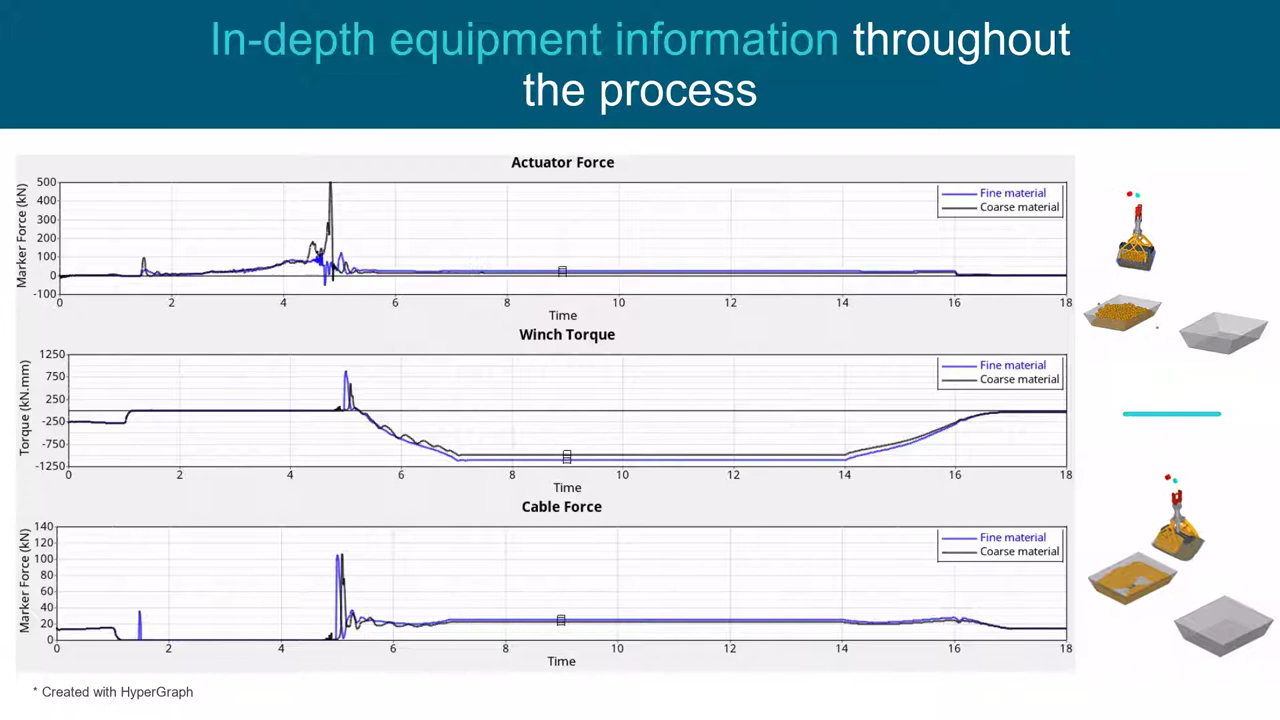 In-depth equipment information throughout
the process
Actuator Force
Marker Force (kN)
500
400
300
200
100
0
-100
0 2 4 6 8 10 12 14 16 18
Time
Fine material
Coarse material
Winch Torque
Torque (kN.mm)
1250
750
250
-250
-750
-1250
0 2 4 6 8 10 12 14 16 18
Time
Fine material
Coarse material
Cable Force
Marker Force (kN)
140
120
100
80
60
40
20
0
0 2 4 6 8 10 12 14 16 18
Time
Fine material
Coarse material
* Created with HyperGraph